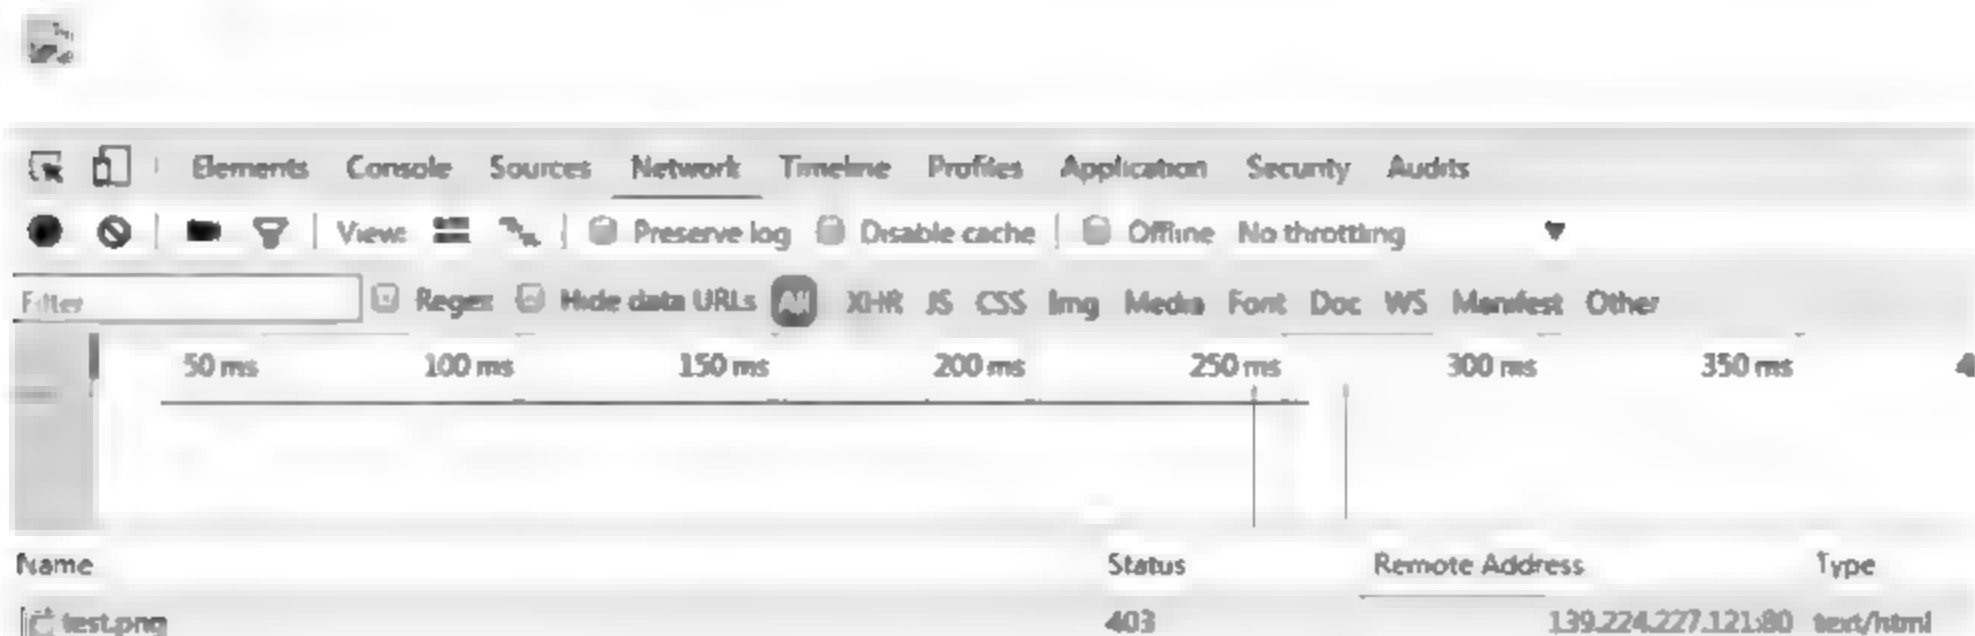 Elements Console Sources Network Timeline Profiles Application Security Audits
View: Preserve log Disable cache Offline No throttling
Filter Regex Hide data URLs All XHR JS CSS Img Media Font Doc WS Manifest Other
50 ms 100 ms 150 ms 200 ms 250 ms 300 ms 350 ms
Name Status Remote Address Type
test.png 403 139.224.227.121:80 text/html